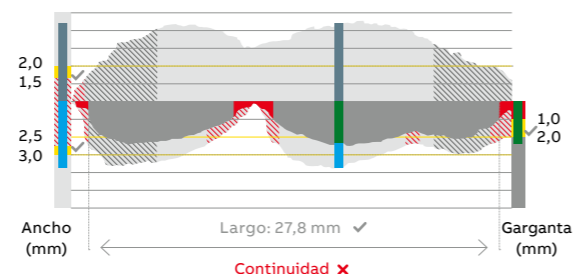 2,0
1,5
2,5
3,0
1,0
2,0
Ancho
(mm)
Largo: 27,8 mm ✔
Garganta
(mm)
Continuidad ✘